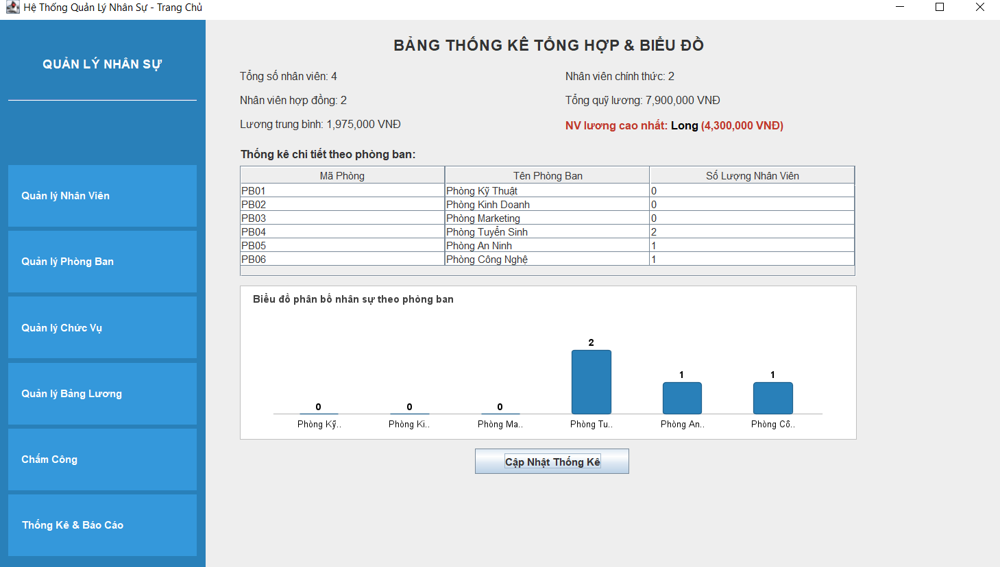 Hệ Thống Quản Lý Nhân Sự - Trang Chủ
QUẢN LÝ NHÂN SỰ
Quản lý Nhân Viên
Quản lý Phòng Ban
Quản lý Chức Vụ
Quản lý Bảng Lương
Chấm Công
Thống Kê & Báo Cáo
BẢNG THỐNG KÊ TỔNG HỢP & BIỂU ĐỒ
Tổng số nhân viên: 4
Nhân viên chính thức: 2
Nhân viên hợp đồng: 2
Tổng quỹ lương: 7,900,000 VNĐ
Lương trung bình: 1,975,000 VNĐ
NV lương cao nhất: Long (4,300,000 VNĐ)
Thống kê chi tiết theo phòng ban:
Mã Phòng Tên Phòng Ban Số Lượng Nhân Viên
PB01 Phòng Kỹ Thuật 0
PB02 Phòng Kinh Doanh 0
PB03 Phòng Marketing 0
PB04 Phòng Tuyển Sinh 2
PB05 Phòng An Ninh 1
PB06 Phòng Công Nghệ 1
Biểu đồ phân bố nhân sự theo phòng ban
0 0 0 2 1 1
Phòng Kỹ.. Phòng Ki.. Phòng Ma.. Phòng Tu.. Phòng An.. Phòng Cô..
Cập Nhật Thống Kê